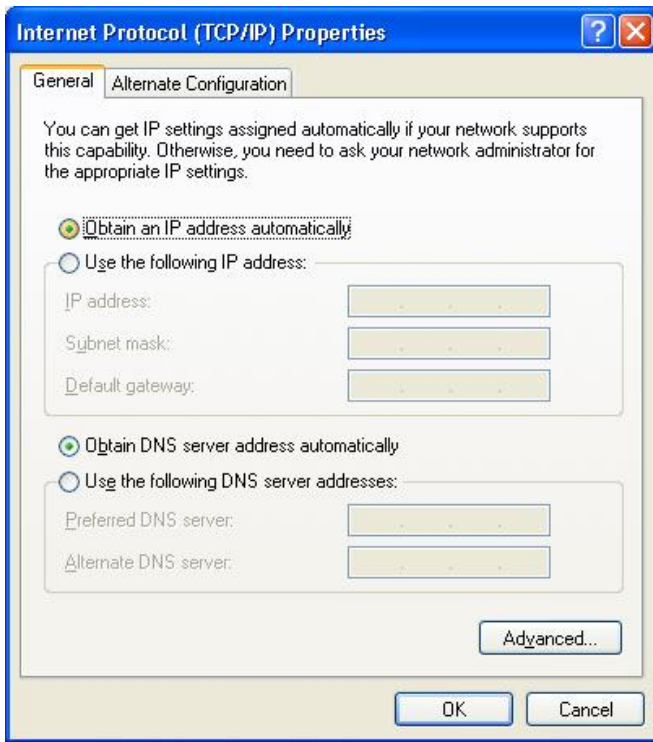 Internet Protocol (TCP/IP) Properties
General
Alternate Configuration
You can get IP settings assigned automatically if your network supports
this capability. Otherwise, you need to ask your network administrator for
the appropriate IP settings.
Obtain an IP address automatically
Use the following IP address:
IP address:
Subnet mask:
Default gateway:
Obtain DNS server address automatically
Use the following DNS server addresses:
Preferred DNS server:
Alternate DNS server:
Advanced...
OK
Cancel